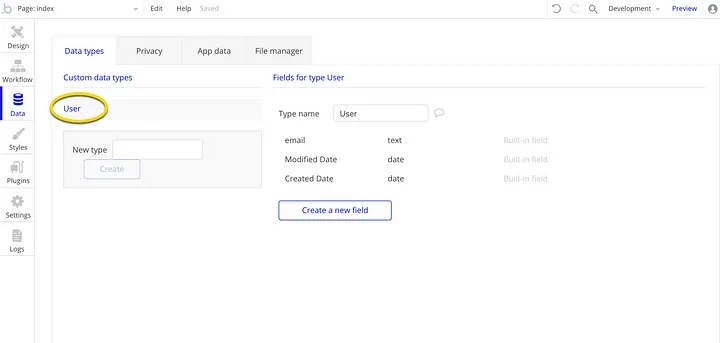 b Page: index Edit Help Saved Development Preview
Design
Workflow
Data
Styles
Plugins
Settings
Logs
Data types Privacy App data File manager
Custom data types
User
New type
Create
Fields for type User
Type name User
email text Built-in field
Modified Date date Built-in field
Created Date date Built-in field
Create a new field